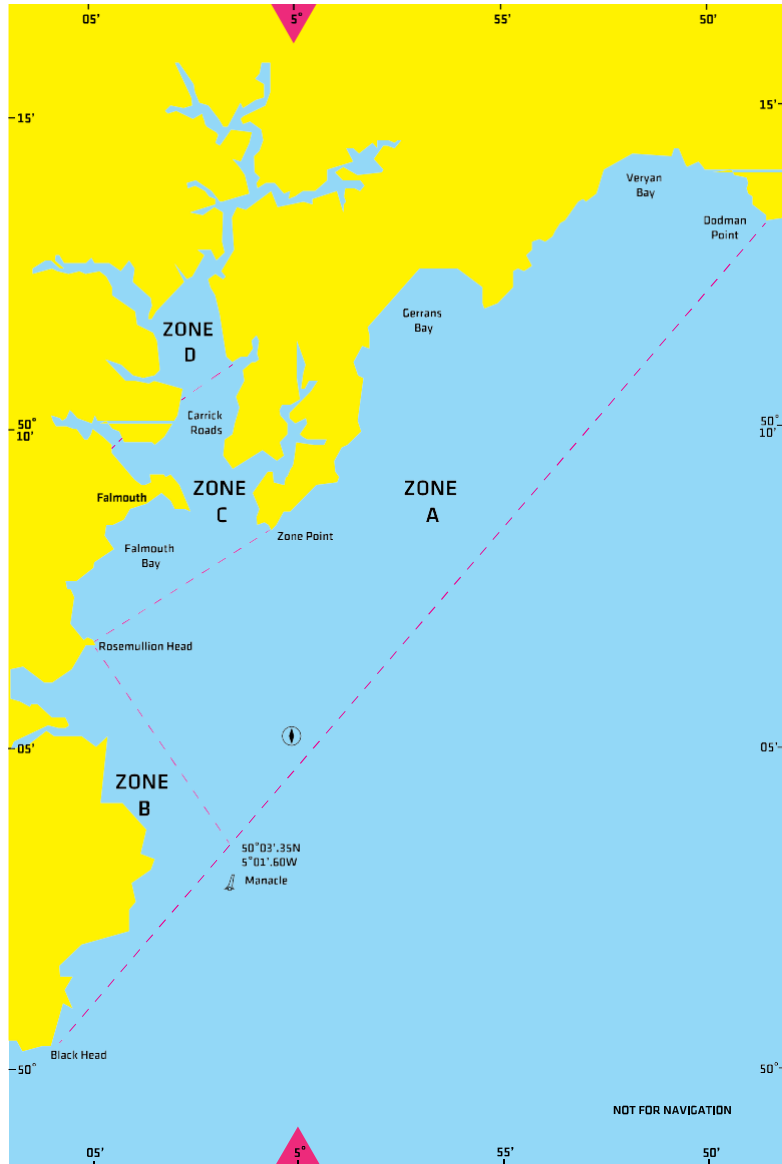 05' 5° 55' 50'
15' 15'
Veryan
Bay
Dodman
Point
Gerrans
Bay
ZONE
D
Carrick
Roads
50°
10'
50°
10'
Falmouth
ZONE
C
ZONE
A
Zone Point
Falmouth
Bay
Rosemullion Head
05' 05'
ZONE
B
50°03'.35N
5°01'.60W
Manacle
Black Head
50° 50°
NOT FOR NAVIGATION
05' 5° 55' 50'